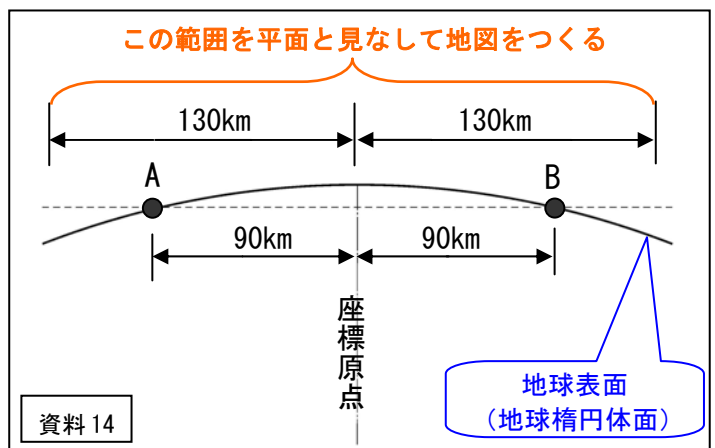 この範囲を平面と見なして地図をつくる
130km 130km
A B
90km 90km
座標原点
地球表面
（地球楕円体面）
資料14